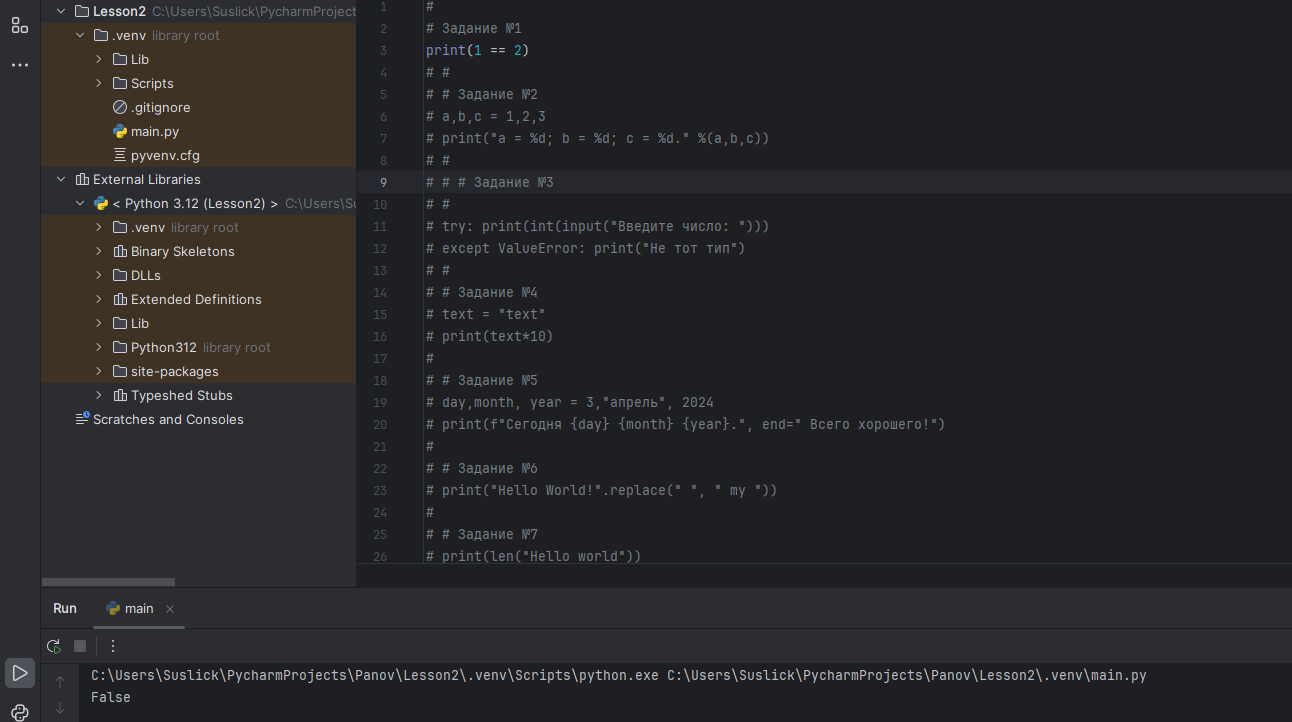 Lesson2 C:\Users\Suslick\PycharmProject
.venv library root
Lib
Scripts
.gitignore
main.py
pyvenv.cfg
External Libraries
< Python 3.12 (Lesson2) > C:\Users\Su
.venv library root
Binary Skeletons
DLLs
Extended Definitions
Lib
Python312 library root
site-packages
Typeshed Stubs
Scratches and Consoles
1 #
2 # Задание №1
3 print(1 == 2)
4 # #
5 # # Задание №2
6 # a,b,c = 1,2,3
7 # print("a = %d; b = %d; c = %d." %(a,b,c))
8 # #
9 # # # Задание №3
10 # #
11 # try: print(int(input("Введите число: ")))
12 # except ValueError: print("Не тот тип")
13 # #
14 # # Задание №4
15 # text = "text"
16 # print(text*10)
17 #
18 # # Задание №5
19 # day,month, year = 3,"апрель", 2024
20 # print(f"Сегодня {day} {month} {year}.", end=" Всего хорошего!")
21 #
22 # # Задание №6
23 # print("Hello World!".replace(" ", " my "))
24 #
25 # # Задание №7
26 # print(len("Hello world"))
Run main
C:\Users\Suslick\PycharmProjects\Panov\Lesson2\.venv\Scripts\python.exe C:\Users\Suslick\PycharmProjects\Panov\Lesson2\.venv\main.py
False